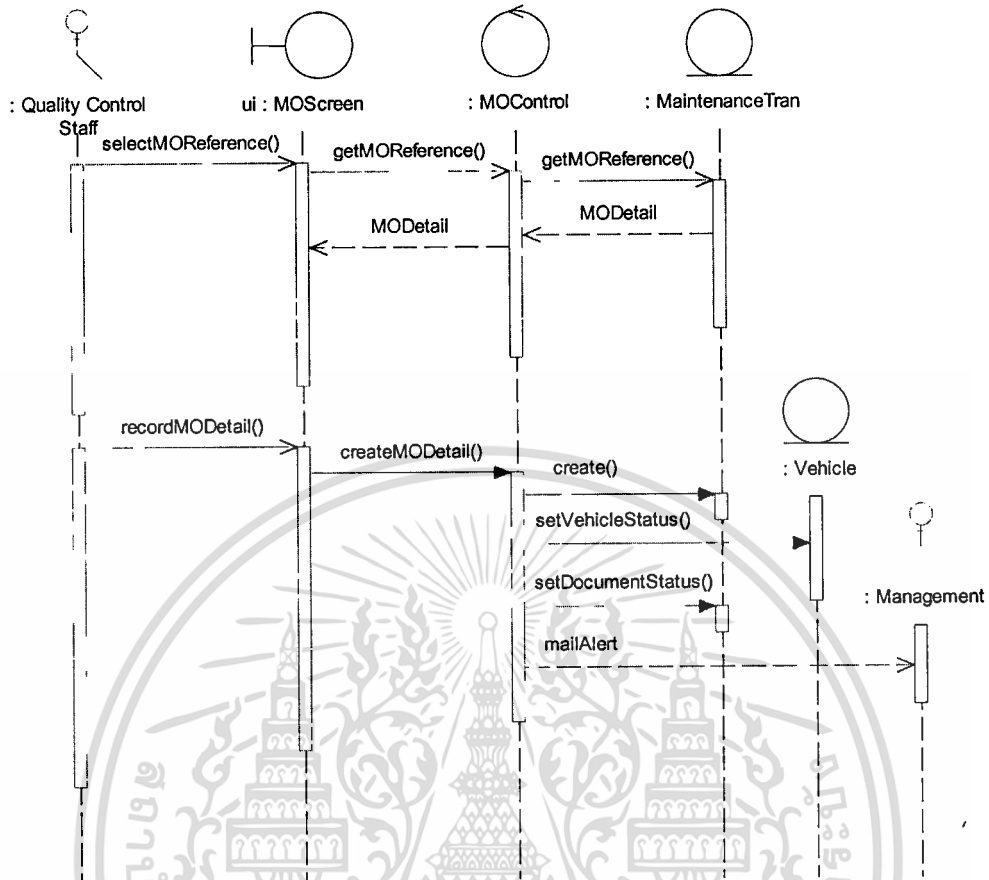 : Quality Control
Staff
ui : MOScreen
: MOControl
: MaintenanceTran
selectMOReference()
getMOReference()
getMOReference()
MODetail
MODetail
recordMODetail()
createMODetail()
create()
: Vehicle
setVehicleStatus()
setDocumentStatus()
: Management
mailAlert